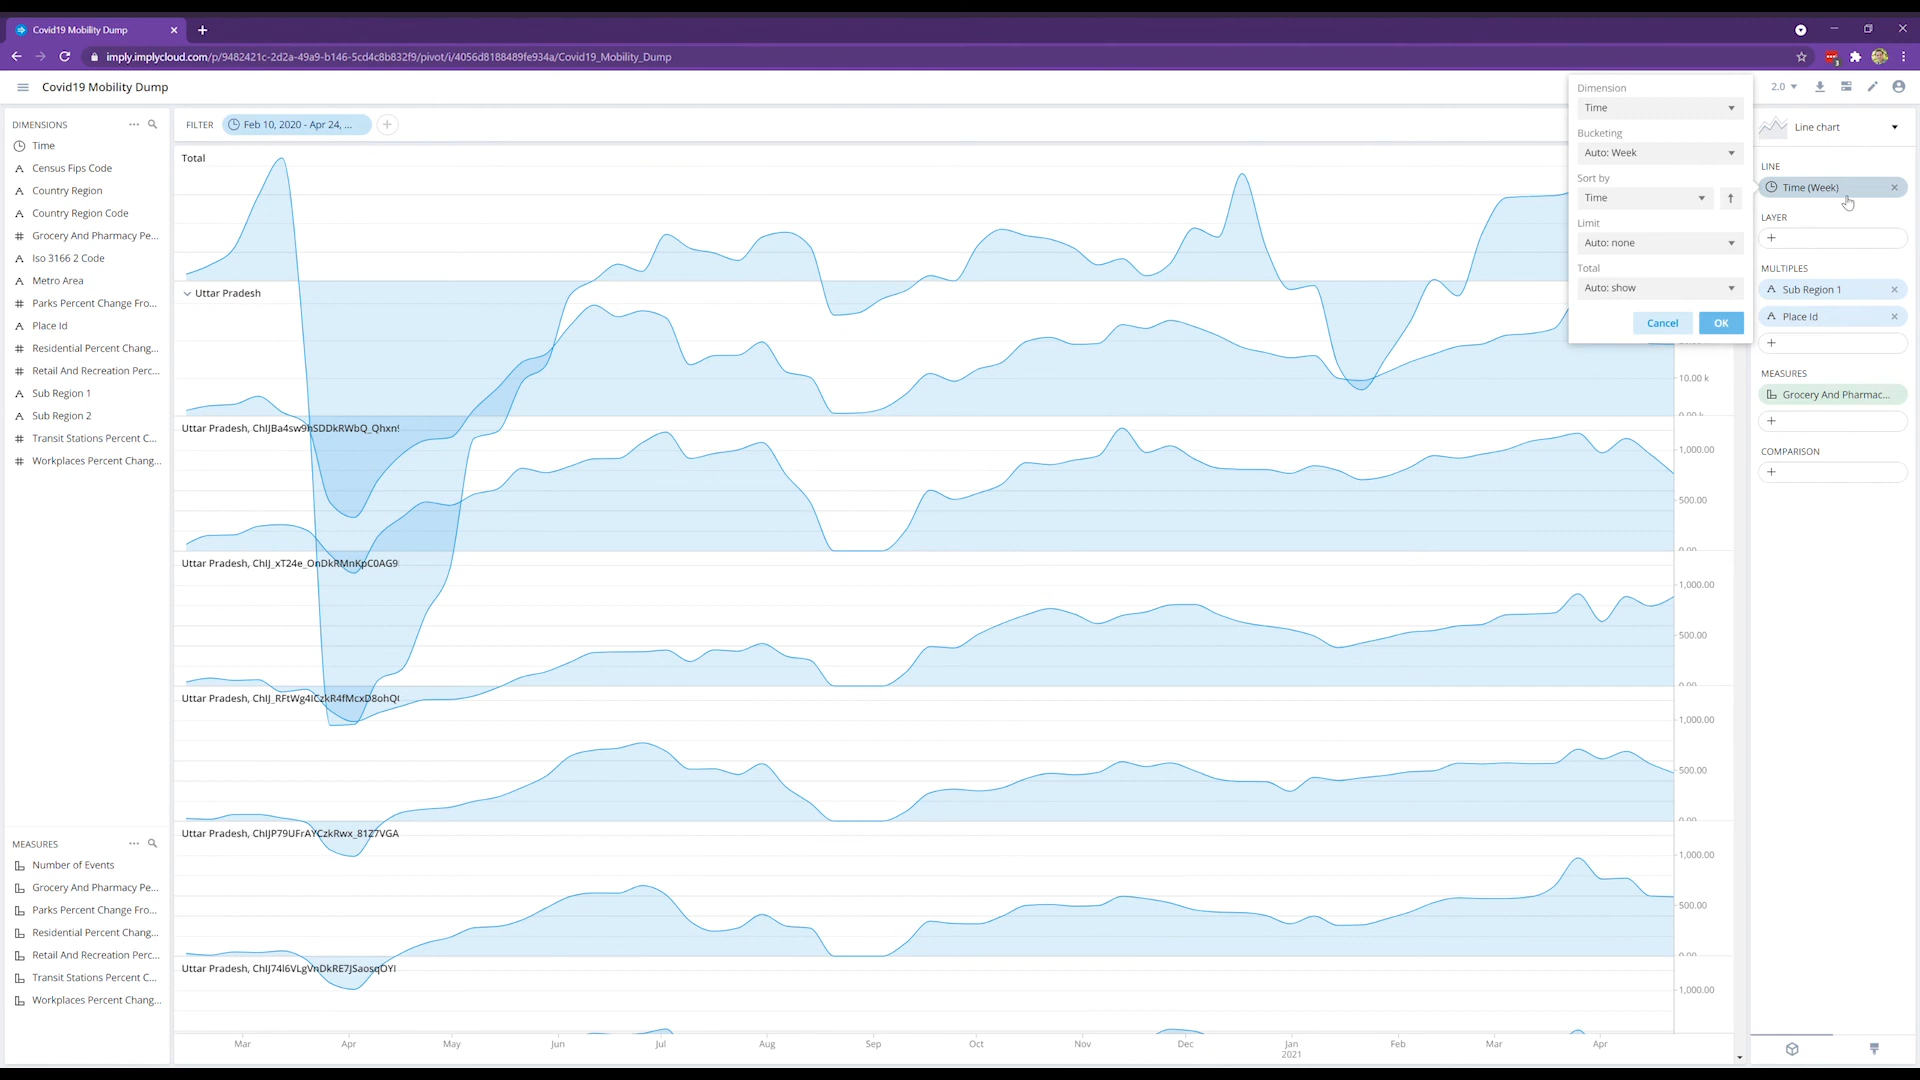 Covid19 Mobility Dump
imply.implycloud.com/p/9482421c-2d2a-49a9-b146-5cd4c8b832f9/pivot/i/4056d8188489fe934a/Covid19_Mobility_Dump
Covid19 Mobility Dump
2.0
DIMENSIONS
Time
Census Fips Code
Country Region
Country Region Code
Grocery And Pharmacy Pe...
Iso 3166 2 Code
Metro Area
Parks Percent Change Fro...
Place Id
Residential Percent Chang...
Retail And Recreation Perc...
Sub Region 1
Sub Region 2
Transit Stations Percent C...
Workplaces Percent Chang...
MEASURES
Number of Events
Grocery And Pharmacy Pe...
Parks Percent Change Fro...
Residential Percent Chang...
Retail And Recreation Perc...
Transit Stations Percent C...
Workplaces Percent Chang...
FILTER
Feb 10, 2020 - Apr 24, ...
Total
Uttar Pradesh
10.00 k
Uttar Pradesh, ChIJBa4sw9hSDDkRWbQ_Qhxn
1,000.00
500.00
0.00
Uttar Pradesh, ChIJ_xT24e_OnDkRMnKpC0AG9
1,000.00
500.00
0.00
Uttar Pradesh, ChIJ_RFtWg4ICzkR4fMcxD8ohQ
1,000.00
500.00
0.00
Uttar Pradesh, ChIJP79UFrAYCzkRwx_81Z7VGA
1,000.00
500.00
0.00
Uttar Pradesh, ChIJ74l6VLgVnDkRE7JSaosqOYI
1,000.00
Mar
Apr
May
Jun
Jul
Aug
Sep
Oct
Nov
Dec
Jan
2021
Feb
Mar
Apr
Dimension
Time
Bucketing
Auto: Week
Sort by
Time
Limit
Auto: none
Total
Auto: show
Cancel
OK
Line chart
LINE
Time (Week)
LAYER
MULTIPLES
Sub Region 1
Place Id
MEASURES
Grocery And Pharmac...
COMPARISON